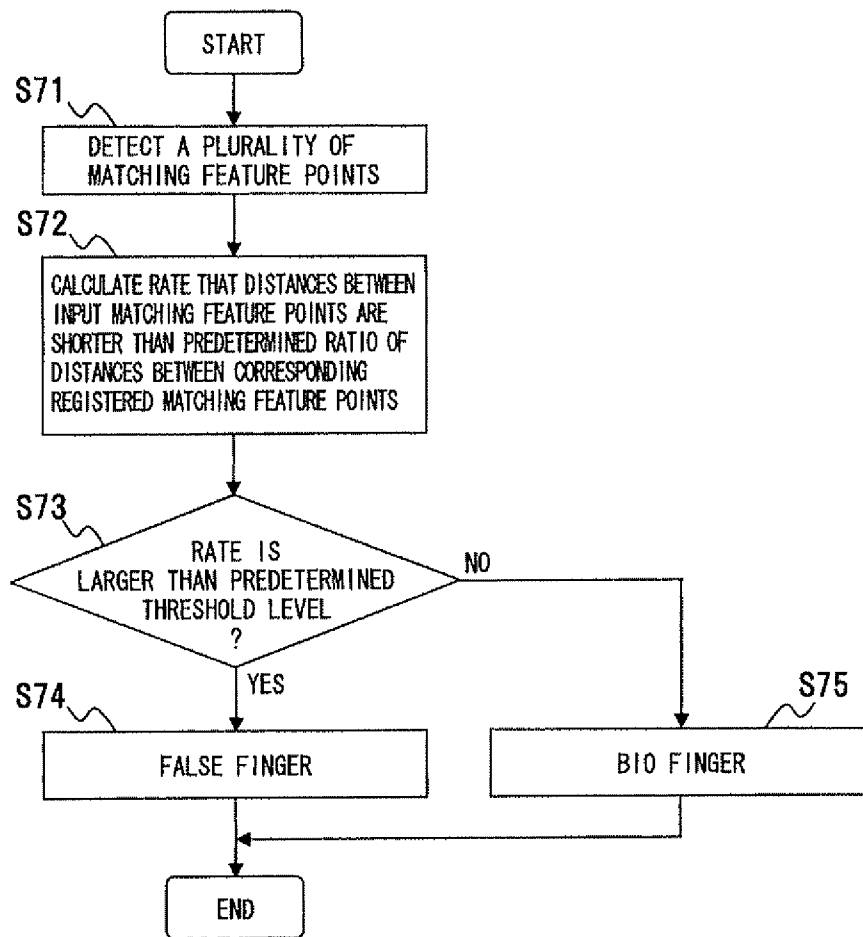 START
S71
DETECT A PLURALITY OF
MATCHING FEATURE POINTS
S72
CALCULATE RATE THAT DISTANCES BETWEEN
INPUT MATCHING FEATURE POINTS ARE
SHORTER THAN PREDETERMINED RATIO OF
DISTANCES BETWEEN CORRESPONDING
REGISTERED MATCHING FEATURE POINTS
S73
RATE IS
LARGER THAN PREDETERMINED
THRESHOLD LEVEL
?
NO
YES
S74
FALSE FINGER
S75
BIO FINGER
END